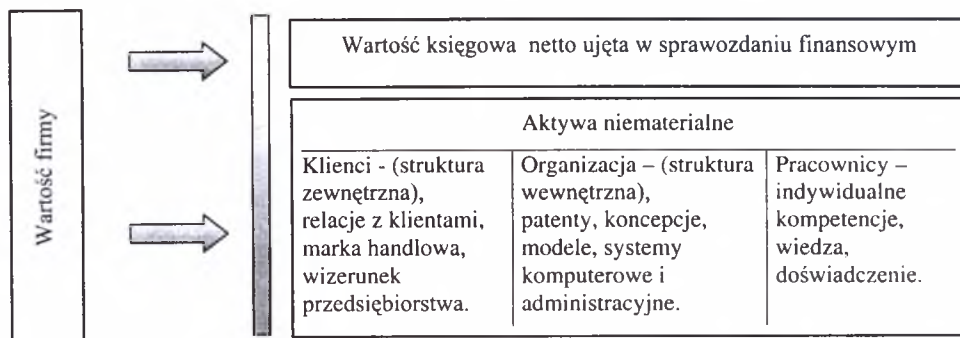 Wartość firmy
Wartość księgowa netto ujęta w sprawozdaniu finansowym
Aktywa niematerialne
Klienci - (struktura
zewnętrzna),
relacje z klientami,
marka handlowa,
wizerunek
przedsiębiorstwa.
Organizacja – (struktura
wewnętrzna),
patenty, koncepcje,
modele, systemy
komputerowe i
administracyjne.
Pracownicy –
indywidualne
kompetencje,
wiedza,
doświadczenie.